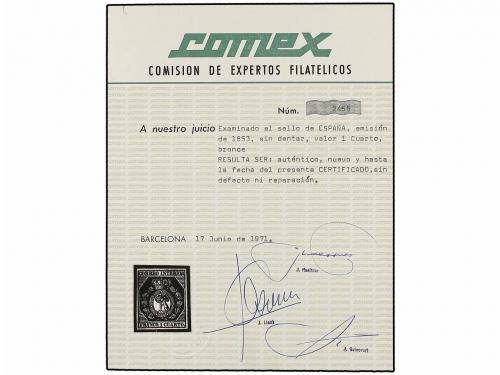 comex
COMISION DE EXPERTOS FILATELICOS
Núm. 2455
A nuestro juicio Examinado el sello de ESPAÑA, emisión
de 1853, sin dentar, valor 1 Cuarto,
bronce
RESULTA SER: auténtico, nuevo y hasta
la fecha del presente CERTIFICADO,sin
defecto ni reparación.
BARCELONA 17 Junio de 1971.
CORREO INTERIOR
FRANCO 1 CUARTO
J. Llach